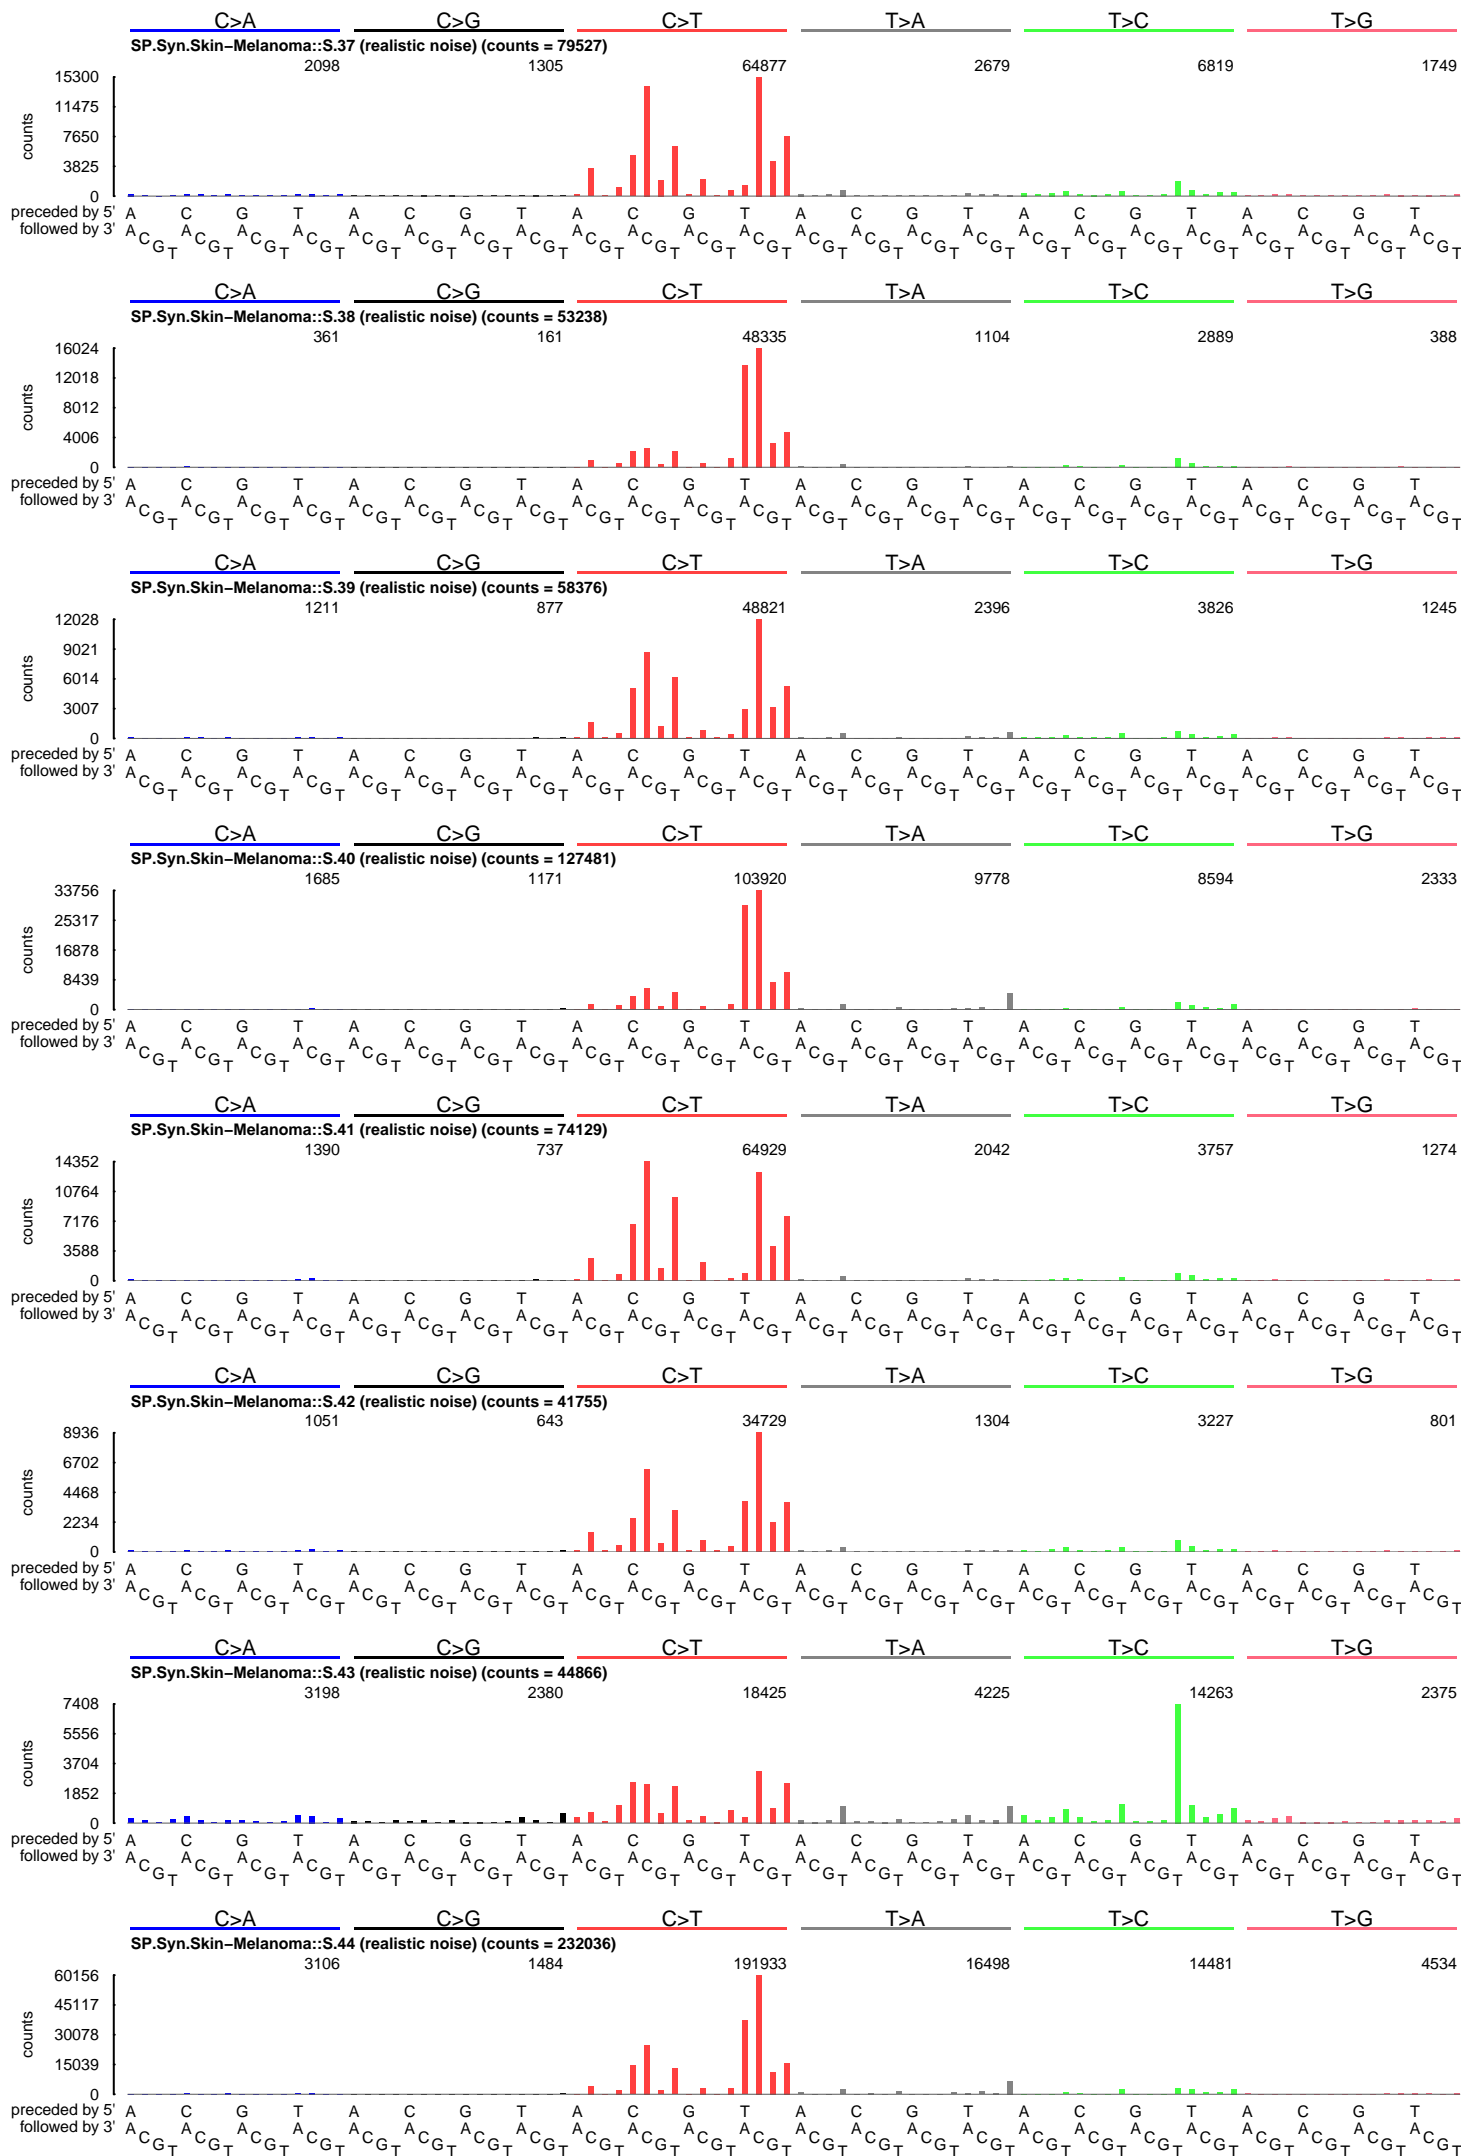 C>A C>G C>T T>A T>C T>G
SP.Syn.Skin−Melanoma::S.37 (realistic noise) (counts = 79527)
2098 1305 64877 2679 6819 1749
15300
11475
7650
3825
0
counts
preceded by 5' A C G T A C G T A C G T A C G T A C G T A C G T
followed by 3' A C G T A C G T A C G T A C G T A C G T A C G T A C G T A C G T A C G T A C G T A C G T A C G T A C G T A C G T A C G T A C G T A C G T A C G T A C G T A C G T A C G T A C G T A C G T A C G T
C>A C>G C>T T>A T>C T>G
SP.Syn.Skin−Melanoma::S.38 (realistic noise) (counts = 53238)
361 161 48335 1104 2889 388
16024
12018
8012
4006
0
counts
preceded by 5' A C G T A C G T A C G T A C G T A C G T A C G T
followed by 3' A C G T A C G T A C G T A C G T A C G T A C G T A C G T A C G T A C G T A C G T A C G T A C G T A C G T A C G T A C G T A C G T A C G T A C G T A C G T A C G T A C G T A C G T A C G T A C G T
C>A C>G C>T T>A T>C T>G
SP.Syn.Skin−Melanoma::S.39 (realistic noise) (counts = 58376)
1211 877 48821 2396 3826 1245
12028
9021
6014
3007
0
counts
preceded by 5' A C G T A C G T A C G T A C G T A C G T A C G T
followed by 3' A C G T A C G T A C G T A C G T A C G T A C G T A C G T A C G T A C G T A C G T A C G T A C G T A C G T A C G T A C G T A C G T A C G T A C G T A C G T A C G T A C G T A C G T A C G T A C G T
C>A C>G C>T T>A T>C T>G
SP.Syn.Skin−Melanoma::S.40 (realistic noise) (counts = 127481)
1685 1171 103920 9778 8594 2333
33756
25317
16878
8439
0
counts
preceded by 5' A C G T A C G T A C G T A C G T A C G T A C G T
followed by 3' A C G T A C G T A C G T A C G T A C G T A C G T A C G T A C G T A C G T A C G T A C G T A C G T A C G T A C G T A C G T A C G T A C G T A C G T A C G T A C G T A C G T A C G T A C G T A C G T
C>A C>G C>T T>A T>C T>G
SP.Syn.Skin−Melanoma::S.41 (realistic noise) (counts = 74129)
1390 737 64929 2042 3757 1274
14352
10764
7176
3588
0
counts
preceded by 5' A C G T A C G T A C G T A C G T A C G T A C G T
followed by 3' A C G T A C G T A C G T A C G T A C G T A C G T A C G T A C G T A C G T A C G T A C G T A C G T A C G T A C G T A C G T A C G T A C G T A C G T A C G T A C G T A C G T A C G T A C G T A C G T
C>A C>G C>T T>A T>C T>G
SP.Syn.Skin−Melanoma::S.42 (realistic noise) (counts = 41755)
1051 643 34729 1304 3227 801
8936
6702
4468
2234
0
counts
preceded by 5' A C G T A C G T A C G T A C G T A C G T A C G T
followed by 3' A C G T A C G T A C G T A C G T A C G T A C G T A C G T A C G T A C G T A C G T A C G T A C G T A C G T A C G T A C G T A C G T A C G T A C G T A C G T A C G T A C G T A C G T A C G T A C G T
C>A C>G C>T T>A T>C T>G
SP.Syn.Skin−Melanoma::S.43 (realistic noise) (counts = 44866)
3198 2380 18425 4225 14263 2375
7408
5556
3704
1852
0
counts
preceded by 5' A C G T A C G T A C G T A C G T A C G T A C G T
followed by 3' A C G T A C G T A C G T A C G T A C G T A C G T A C G T A C G T A C G T A C G T A C G T A C G T A C G T A C G T A C G T A C G T A C G T A C G T A C G T A C G T A C G T A C G T A C G T A C G T
C>A C>G C>T T>A T>C T>G
SP.Syn.Skin−Melanoma::S.44 (realistic noise) (counts = 232036)
3106 1484 191933 16498 14481 4534
60156
45117
30078
15039
0
counts
preceded by 5' A C G T A C G T A C G T A C G T A C G T A C G T
followed by 3' A C G T A C G T A C G T A C G T A C G T A C G T A C G T A C G T A C G T A C G T A C G T A C G T A C G T A C G T A C G T A C G T A C G T A C G T A C G T A C G T A C G T A C G T A C G T A C G T